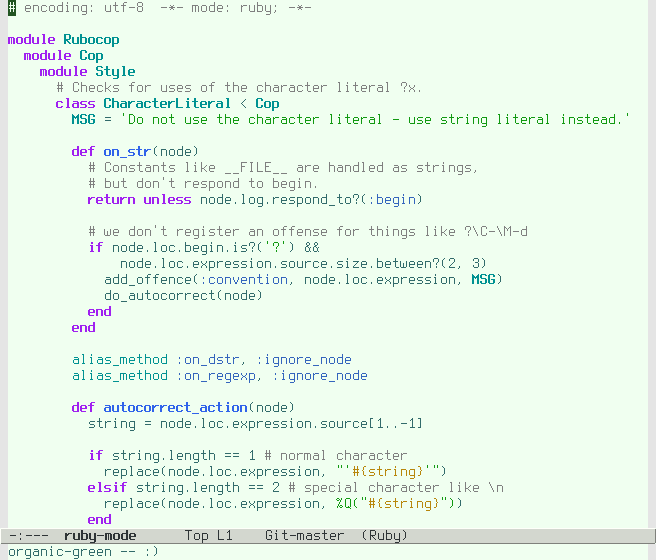 # encoding: utf-8  -*- mode: ruby; -*-

module Rubocop
  module Cop
    module Style
      # Checks for uses of the character literal ?x.
      class CharacterLiteral < Cop
        MSG = 'Do not use the character literal - use string literal instead.'

        def on_str(node)
          # Constants like __FILE__ are handled as strings,
          # but don't respond to begin.
          return unless node.log.respond_to?(:begin)

          # we don't register an offense for things like ?\C-\M-d
          if node.loc.begin.is?('?') &&
              node.loc.expression.source.size.between?(2, 3)
            add_offence(:convention, node.loc.expression, MSG)
            do_autocorrect(node)
          end
        end

        alias_method :on_dstr, :ignore_node
        alias_method :on_regexp, :ignore_node

        def autocorrect_action(node)
          string = node.loc.expression.source[1..-1]

          if string.length == 1 # normal character
            replace(node.loc.expression, "'#{string}'")
          elsif string.length == 2 # special character like \n
            replace(node.loc.expression, %Q("#{string}"))
          end
-:---  ruby-mode      Top L1    Git-master  (Ruby)
organic-green -- :)